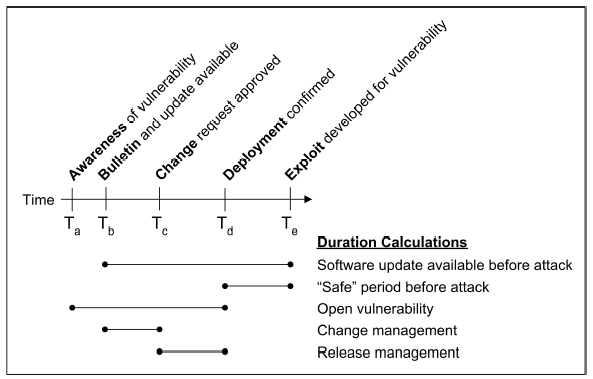 Awareness of vulnerability
Bulletin and update available
Change request approved
Deployment confirmed
Exploit developed for vulnerability
Time
Ta Tb Tc Td Te
Duration Calculations
Software update available before attack
“Safe” period before attack
Open vulnerability
Change management
Release management